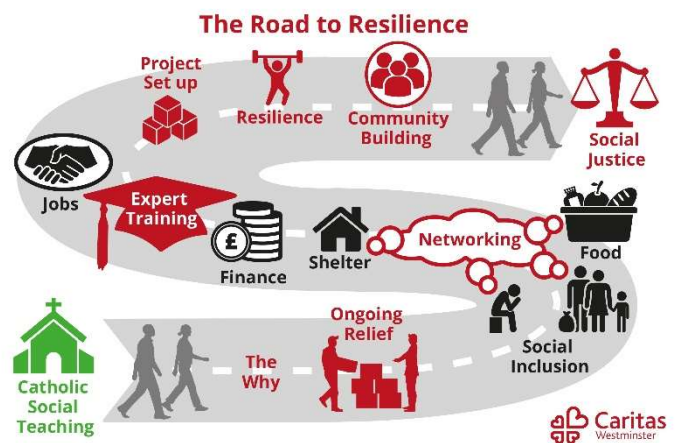 The Road to Resilience
Project
Set up
Resilience
Community
Building
Social
Justice
Jobs
Expert
Training
£
Finance
Shelter
Networking
Food
Social
Inclusion
Ongoing
Relief
The
Why
Catholic
Social
Teaching
Caritas
Westminster